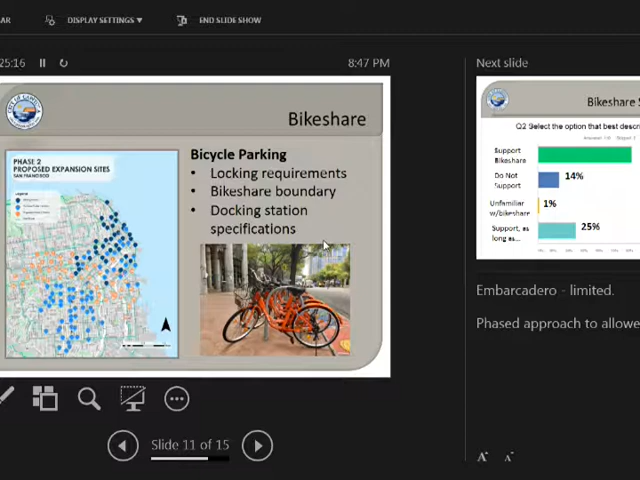 AR
DISPLAY SETTINGS ▼
END SLIDE SHOW
25:16
8:47 PM
Next slide
Bikeshare
PHASE 2
PROPOSED EXPANSION SITES
SAN FRANCISCO
Bicycle Parking
• Locking requirements
• Bikeshare boundary
• Docking station
specifications
Bikeshare S
Q2 Select the option that best descri
Support
Bikeshare
Do Not
Support
14%
Unfamiliar
w/bikeshare
1%
Support, as
long as...
25%
Embarcadero - limited.
Phased approach to allowe
Slide 11 of 15